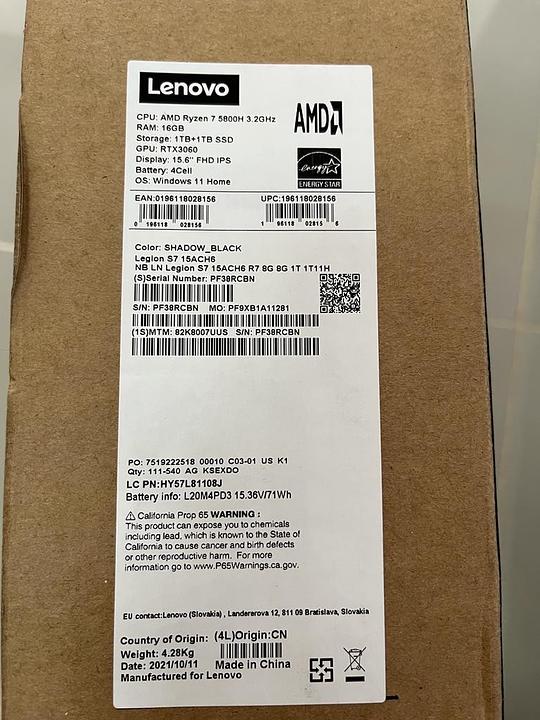 Lenovo
CPU: AMD Ryzen 7 5800H 3.2GHz
RAM: 16GB
Storage: 1TB+1TB SSD
GPU: RTX3060
Display: 15.6" FHD IPS
Battery: 4Cell
OS: Windows 11 Home
AMD
energy
ENERGY STAR
EAN:0196118028156
UPC:196118028156
0 196118 028156
1 96118 02815 6
Color: SHADOW_BLACK
Legion S7 15ACH6
NB LN Legion S7 15ACH6 R7 8G 8G 1T 1T11H
(S)Serial Number: PF38RCBN
S/N: PF38RCBN MO: PF9XB1A11281
(1S)MTM: 82K8007UUS S/N: PF38RCBN
PO: 7519222518 00010 C03-01 US K1
Qty: 111-540 AG KSEXDO
LC PN:HY57L81108J
Battery info: L20M4PD3 15.36V/71Wh
⚠ California Prop 65 WARNING :
This product can expose you to chemicals
including lead, which is known to the State of
California to cause cancer and birth defects
or other reproductive harm. For more
information go to www.P65Warnings.ca.gov.
EU contact:Lenovo (Slovakia) , Landererova 12, 811 09 Bratislava, Slovakia
Country of Origin: (4L)Origin:CN
Weight: 4.28Kg
Date: 2021/10/11 Made in China
Manufactured for Lenovo